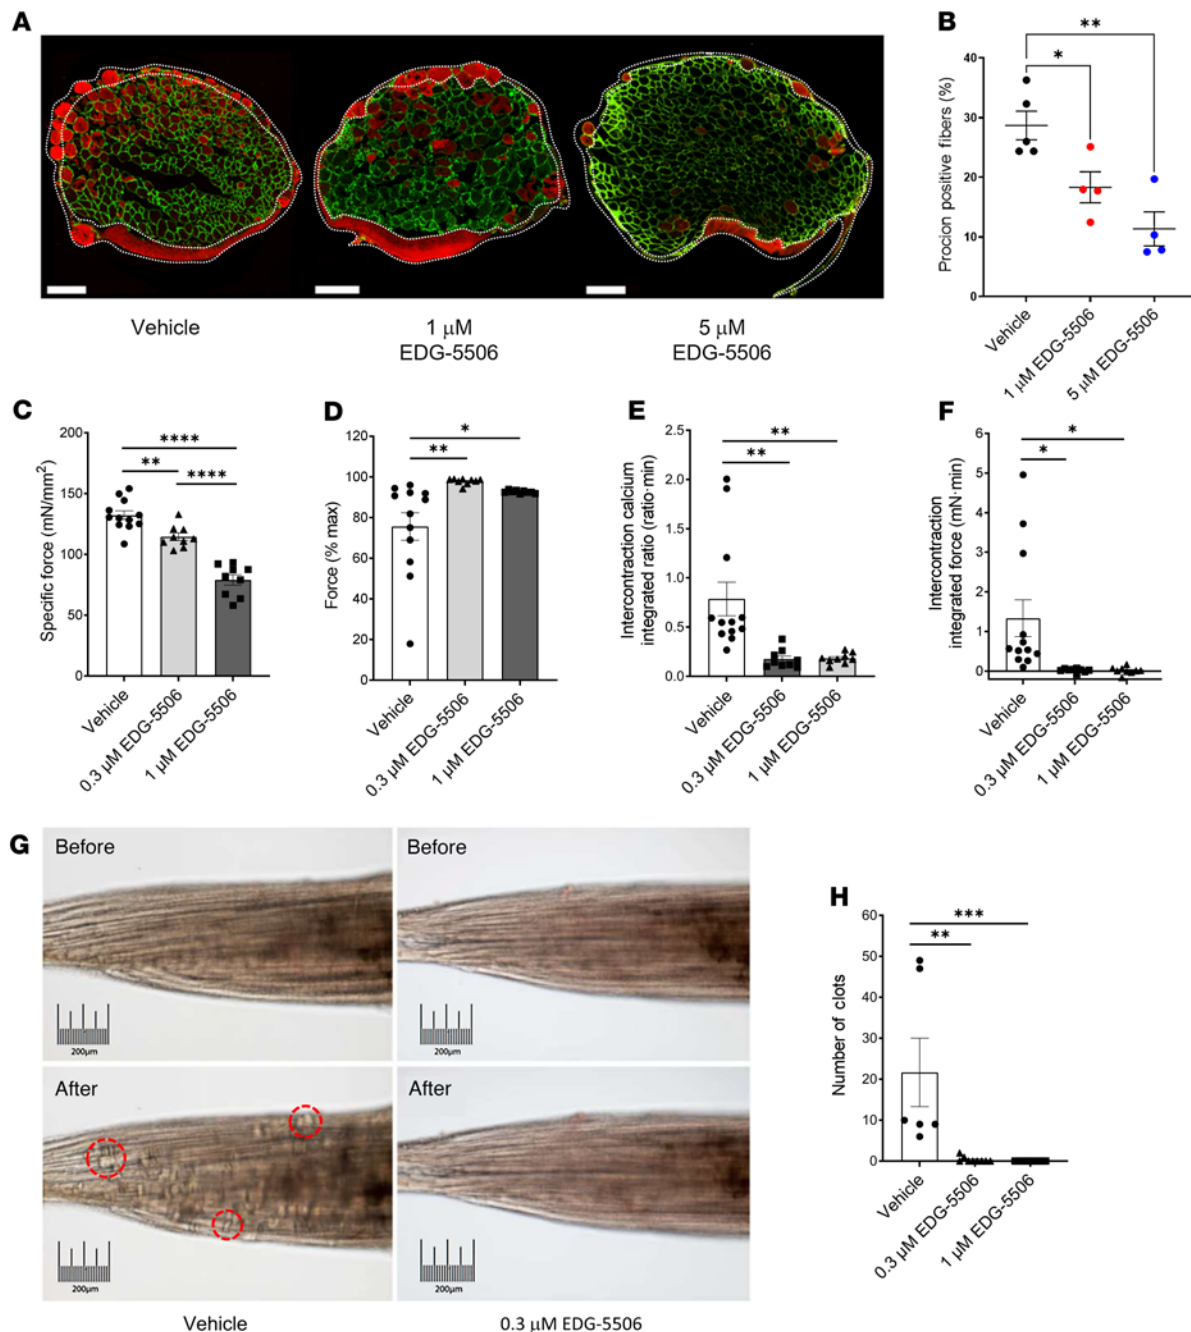 A
Vehicle
1 μM
EDG-5506
5 μM
EDG-5506
B
Procion positive fibers (%)
40
30
20
10
0
*
**
Vehicle
1 μM EDG-5506
5 μM EDG-5506
C
Specific force (mN/mm²)
200
150
100
50
0
****
**
****
Vehicle
0.3 μM EDG-5506
1 μM EDG-5506
D
Force (% max)
120
100
80
60
40
20
0
*
**
Vehicle
0.3 μM EDG-5506
1 μM EDG-5506
E
Intercontraction calcium
integrated ratio (ratio·min)
2.5
2.0
1.5
1.0
0.5
0.0
**
**
Vehicle
0.3 μM EDG-5506
1 μM EDG-5506
F
Intercontraction
integrated force (mN·min)
6
5
4
3
2
1
0
*
*
Vehicle
0.3 μM EDG-5506
1 μM EDG-5506
G
Before
200μm
Before
200μm
After
200μm
After
200μm
Vehicle
0.3 μM EDG-5506
H
Number of clots
60
50
40
30
20
10
0
***
**
Vehicle
0.3 μM EDG-5506
1 μM EDG-5506